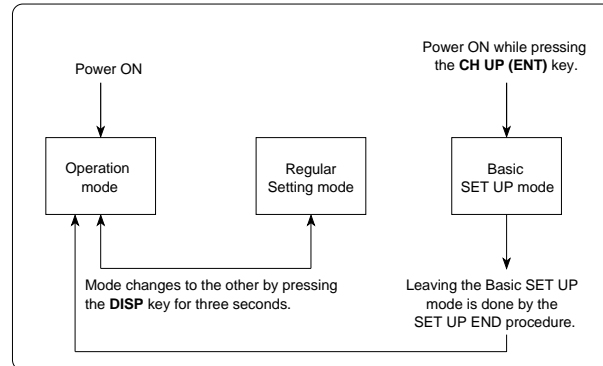 Power ON
Power ON while pressing
the CH UP (ENT) key.
Operation
mode
Regular
Setting mode
Basic
SET UP mode
Mode changes to the other by pressing
the DISP key for three seconds.
Leaving the Basic SET UP
mode is done by the
SET UP END procedure.